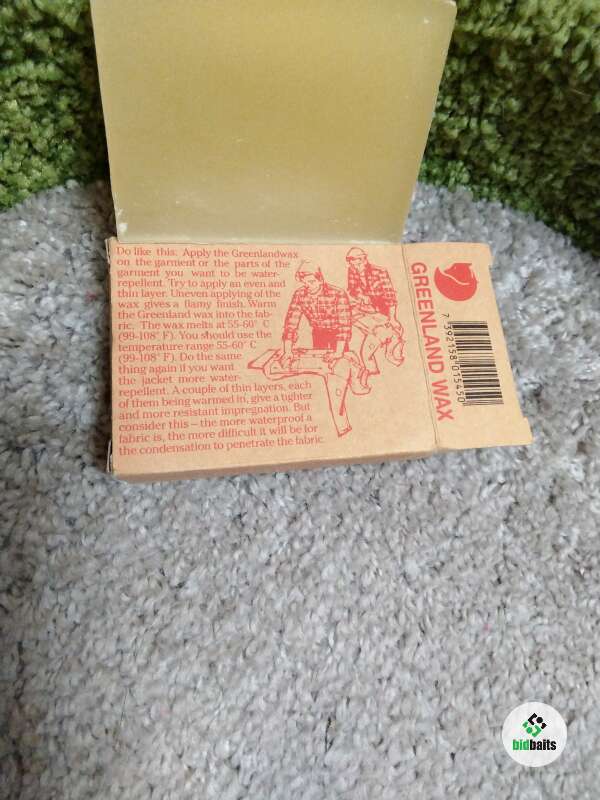 Do like this: Apply the Greenlandwax
on the garment or the parts of the
garment you want to be water-
repellent. Try to apply an even and
thin layer. Uneven applying of the
wax gives a flamy finish. Warm
the Greenland wax into the fab-
ric. The wax melts at 55-60° C
(99-108° F). You should use the
temperature range 55-60° C
(99-108° F). Do the same
thing again if you want
the jacket more water-
repellent. A couple of thin layers, each
of them being warmed in, give a tighter
and more resistant impregnation. But
consider this – the more waterproof a
fabric is, the more difficult it will be for
the condensation to penetrate the fabric.
GREENLAND WAX
7 392158 015450
bidbaits